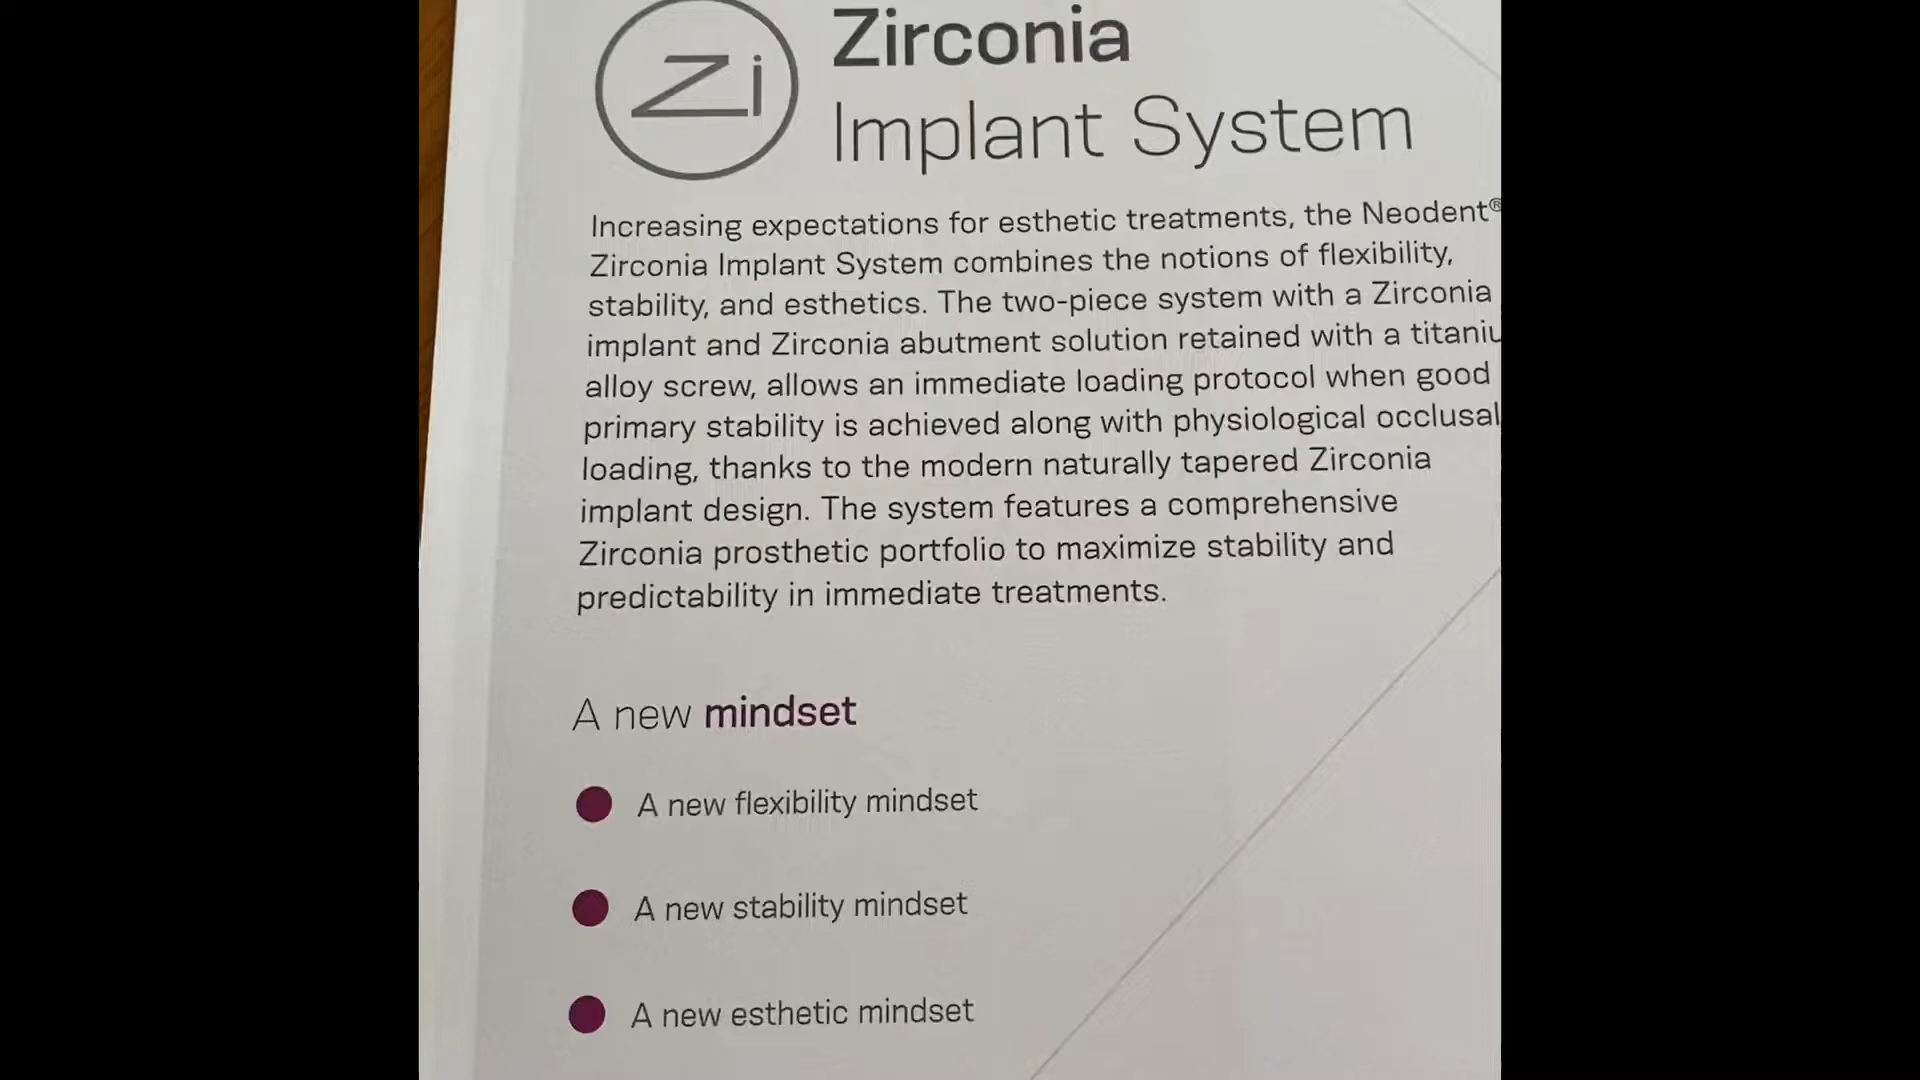 Zi
Zirconia
Implant System
Increasing expectations for esthetic treatments, the Neodent®
Zirconia Implant System combines the notions of flexibility,
stability, and esthetics. The two-piece system with a Zirconia
implant and Zirconia abutment solution retained with a titaniu
alloy screw, allows an immediate loading protocol when good
primary stability is achieved along with physiological occlusal
loading, thanks to the modern naturally tapered Zirconia
implant design. The system features a comprehensive
Zirconia prosthetic portfolio to maximize stability and
predictability in immediate treatments.
A new mindset
A new flexibility mindset
A new stability mindset
A new esthetic mindset